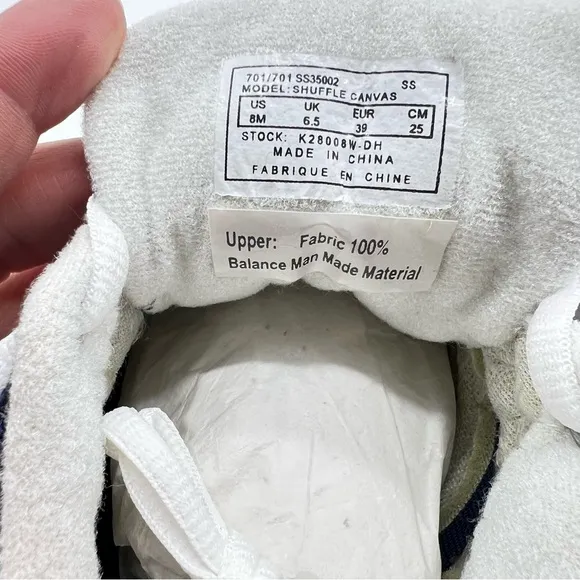 701/701 SS35002 SS
MODEL: SHUFFLE CANVAS
US UK EUR CM
8M 6.5 39 25
STOCK: K28008W-DH
MADE IN CHINA
FABRIQUE EN CHINE
Upper: Fabric 100%
Balance Man Made Material